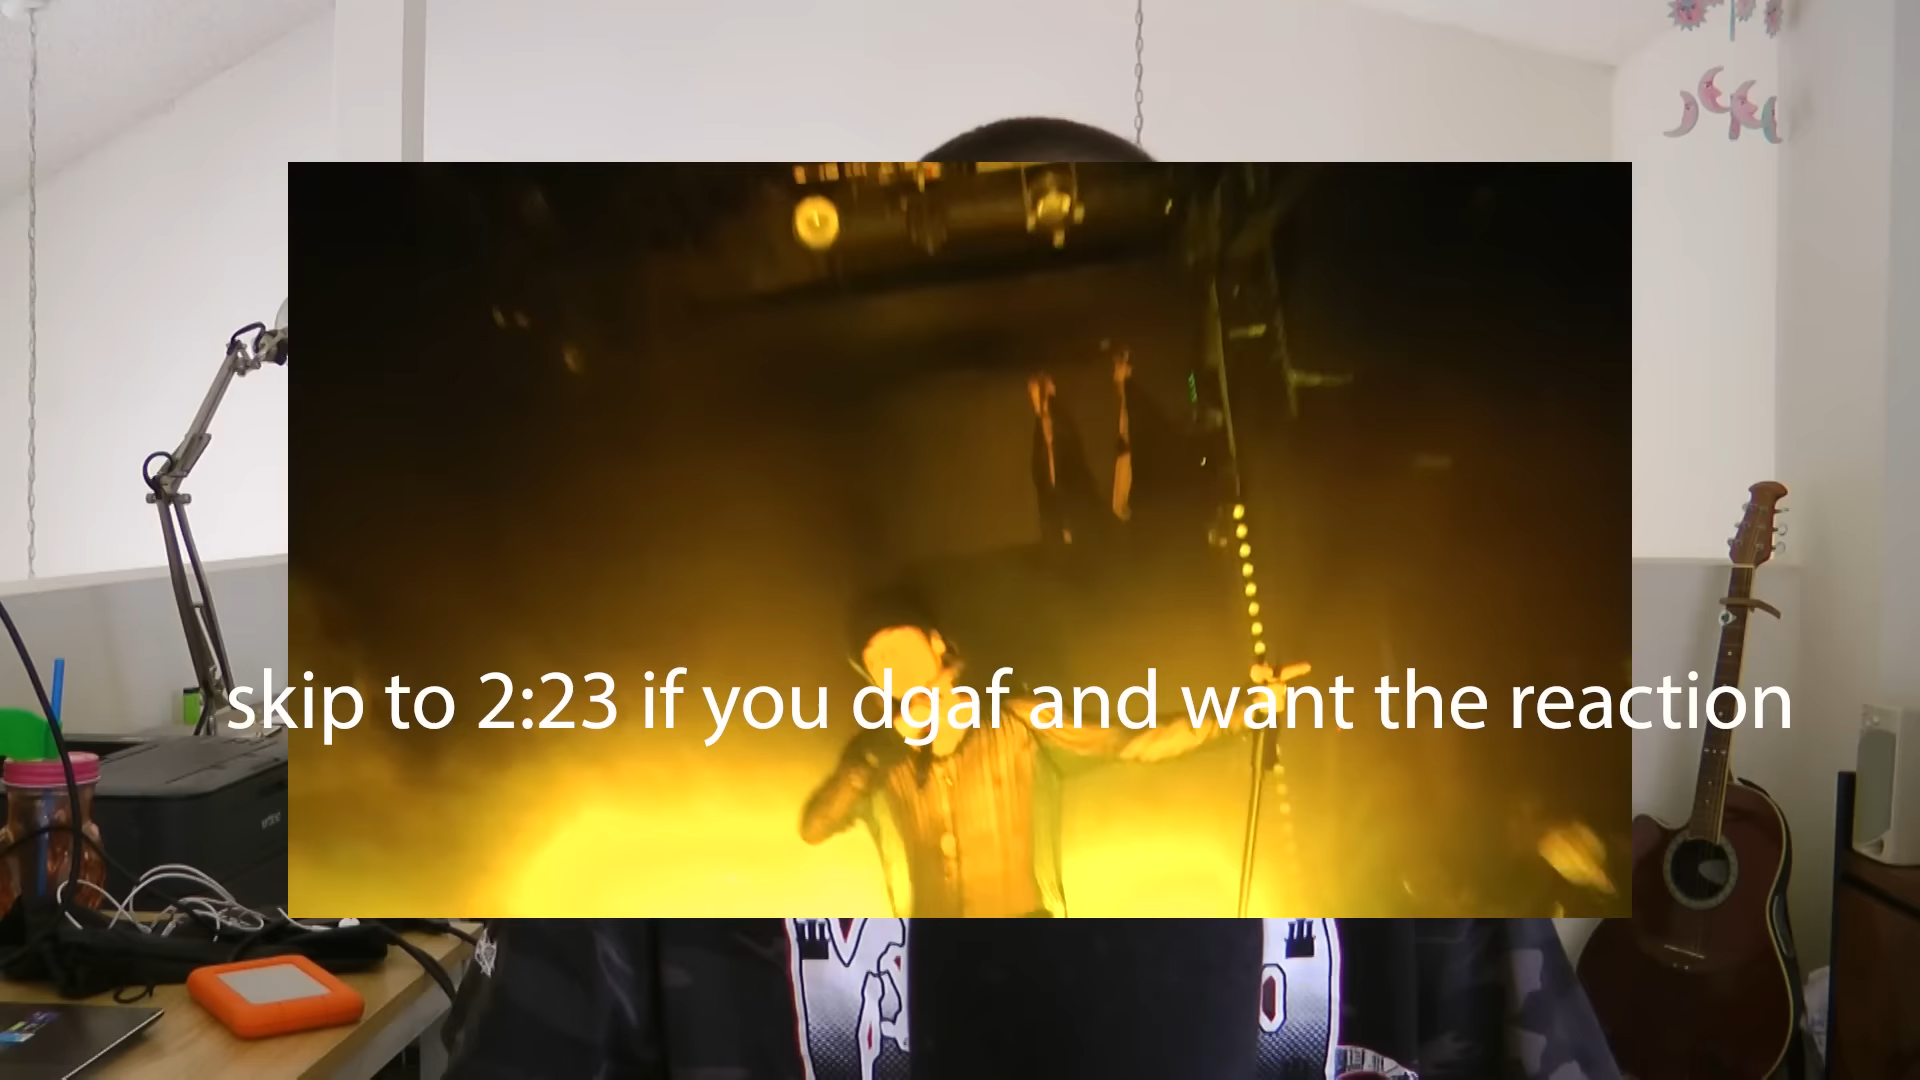 skip to 2:23 if you dgaf and want the reaction